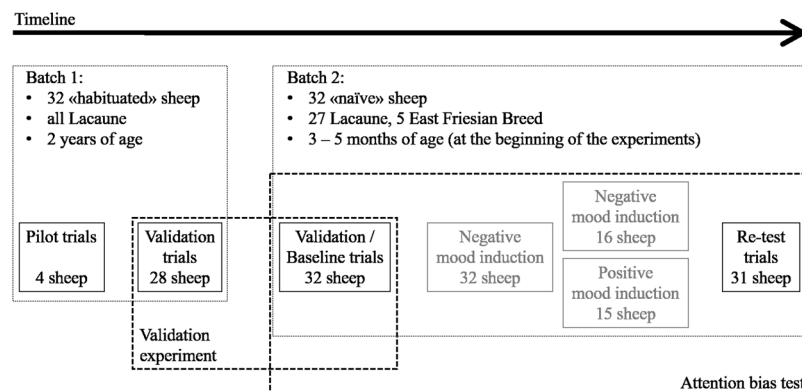 Timeline
Batch 1:
• 32 «habituated» sheep
• all Lacaune
• 2 years of age
Batch 2:
• 32 «naïve» sheep
• 27 Lacaune, 5 East Friesian Breed
• 3 – 5 months of age (at the beginning of the experiments)
Pilot trials
4 sheep
Validation
trials
28 sheep
Validation /
Baseline trials
32 sheep
Negative
mood induction
32 sheep
Negative
mood induction
16 sheep
Positive
mood induction
15 sheep
Re-test
trials
31 sheep
Validation
experiment
Attention bias test